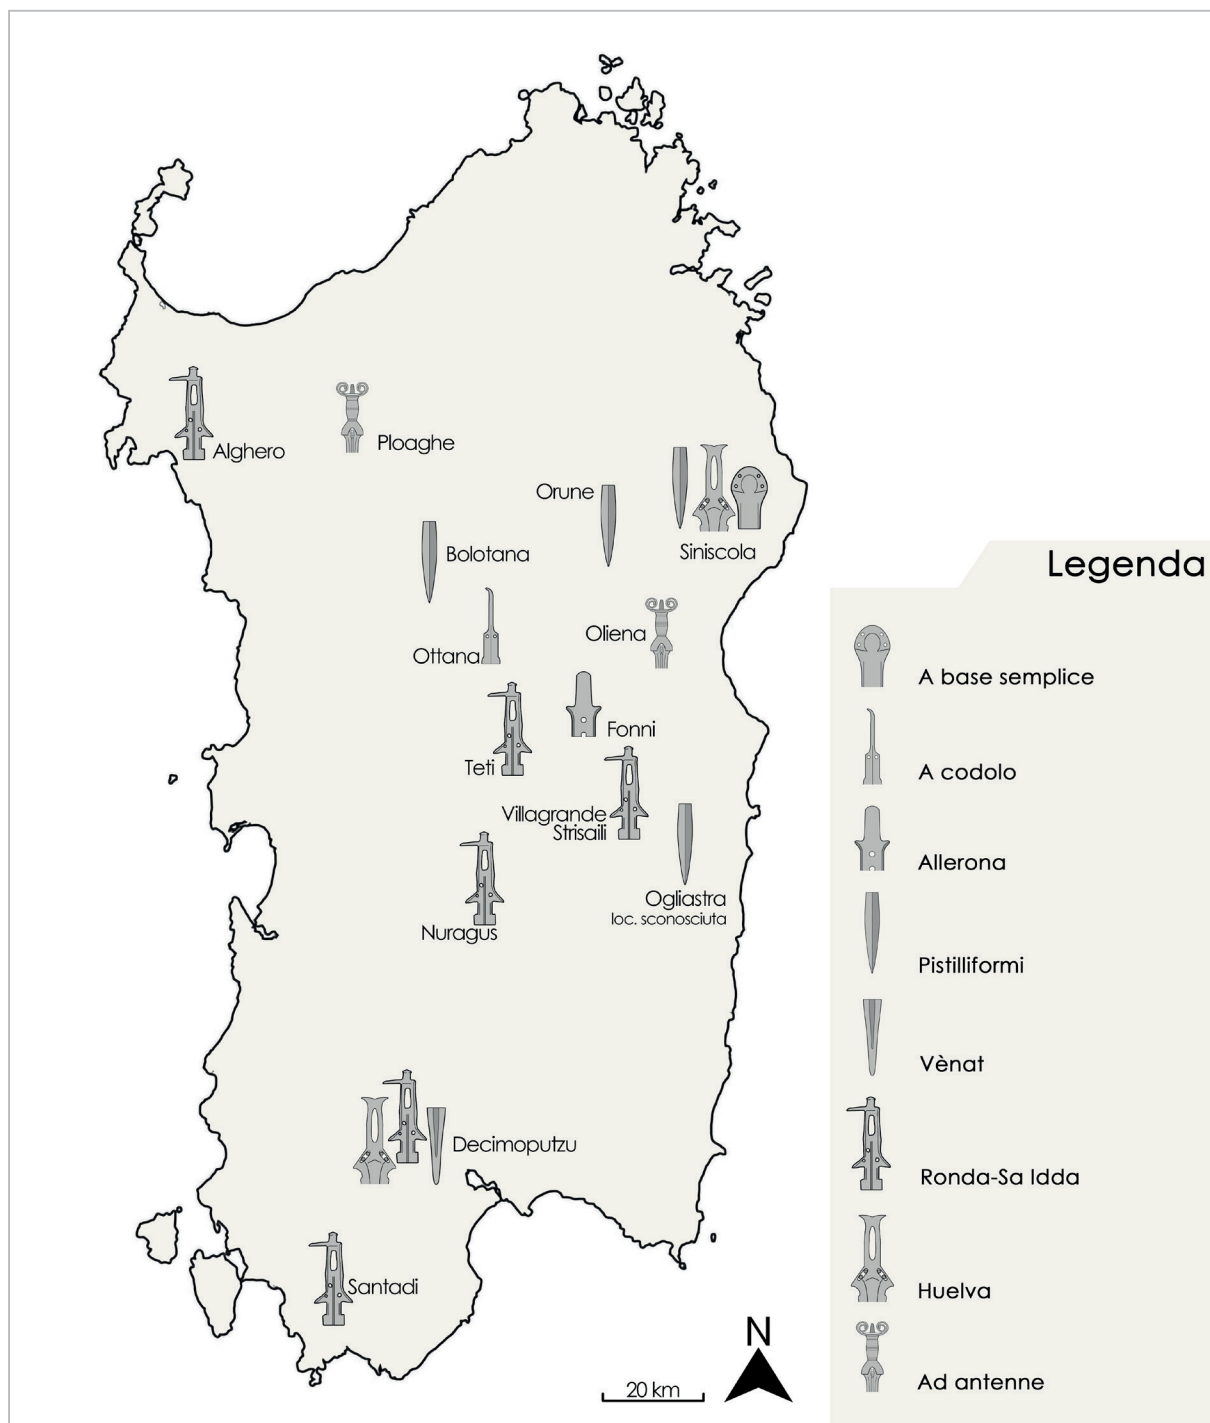 Alghero
Ploaghe
Orune
Siniscola
Bolotana
Oliena
Ottana
Fonni
Teti
Villagrande
Strisaili
Ogliastra
loc. sconosciuta
Nuragus
Decimoputzu
Santadi
N
20 km
Legenda
A base semplice
A codolo
Allerona
Pistilliformi
Vènat
Ronda-Sa Idda
Huelva
Ad antenne